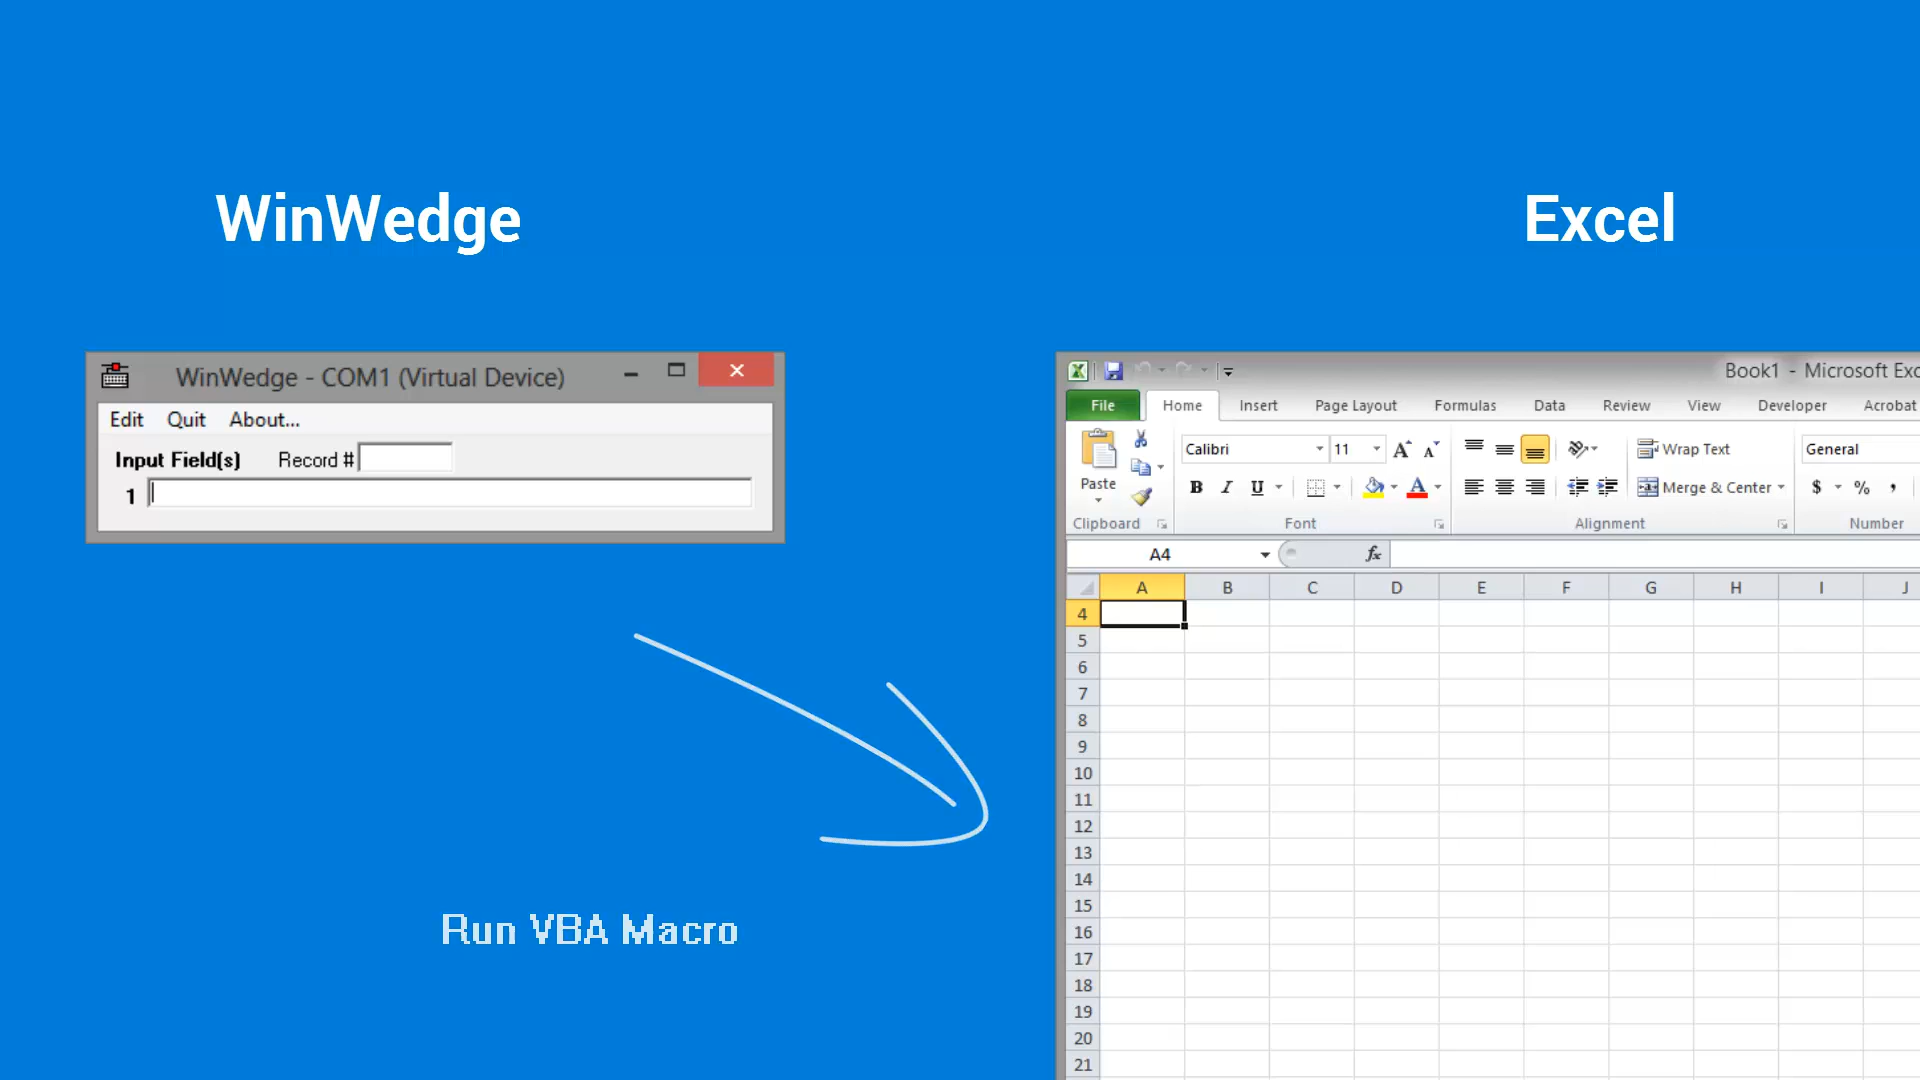 WinWedge
Excel
WinWedge - COM1 (Virtual Device)
Edit Quit About...
Input Field(s) Record #
1
Book1 - Microsoft Exc
File Home Insert Page Layout Formulas Data Review View Developer Acrobat
Calibri 11 A A Wrap Text General
Paste B I U A Merge & Center $ % ,
Clipboard Font Alignment Number
A4 fx
A B C D E F G H I J
4
5
6
7
8
9
10
11
12
13
14
15
16
17
18
19
20
21
Run VBA Macro